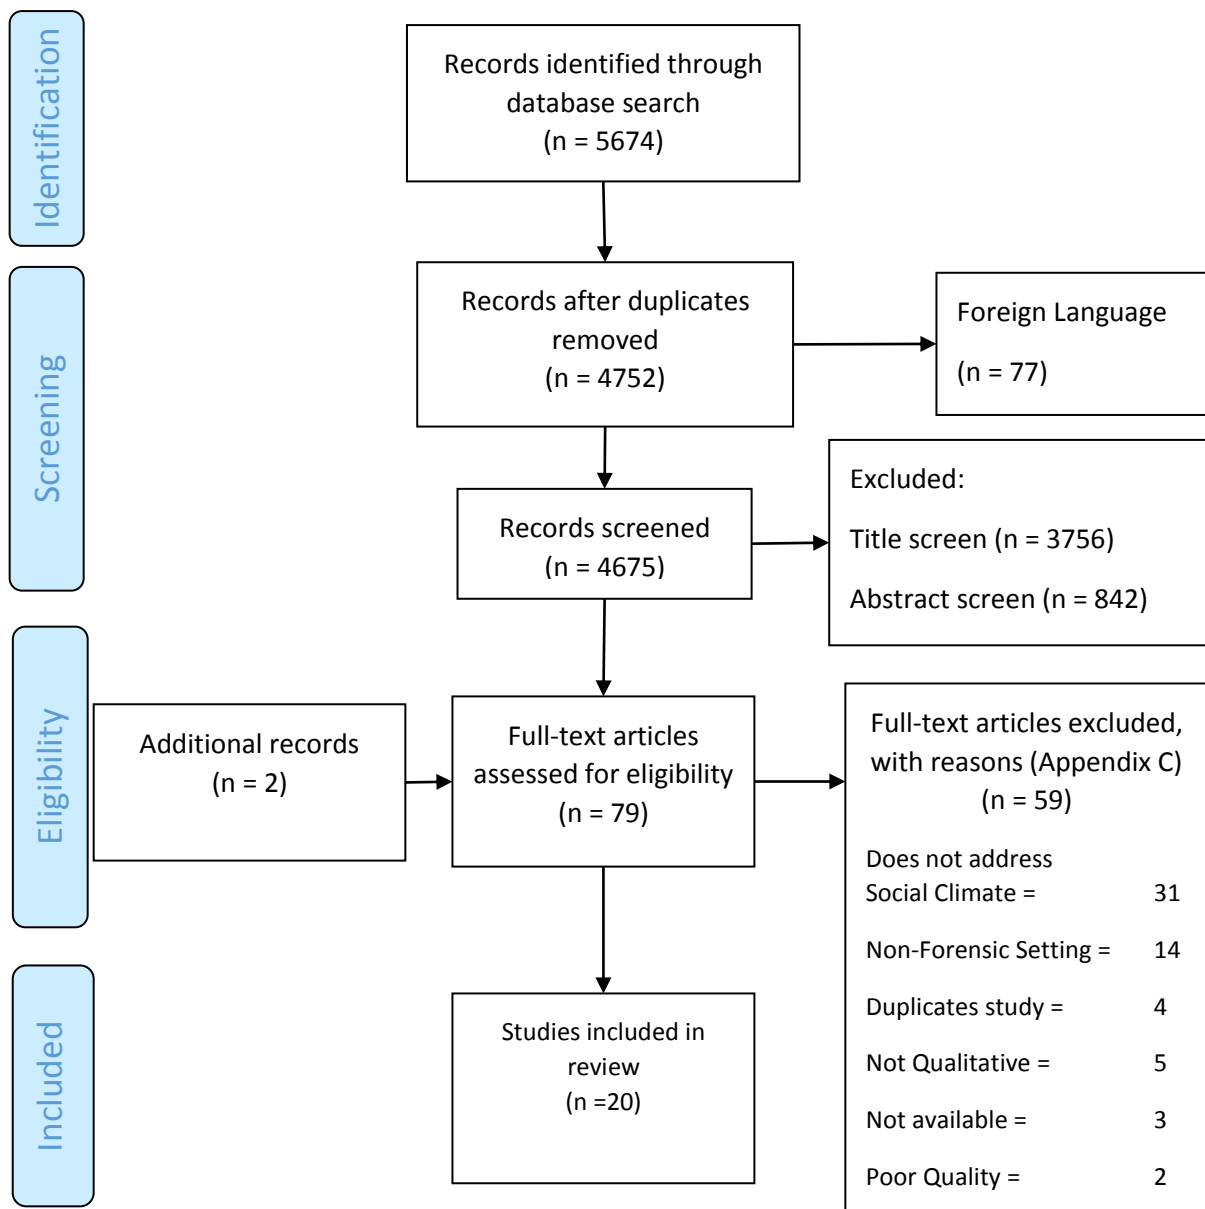 Identification
Records identified through
database search
(n = 5674)
Screening
Records after duplicates
removed
(n = 4752)
Foreign Language
(n = 77)
Records screened
(n = 4675)
Excluded:
Title screen (n = 3756)
Abstract screen (n = 842)
Eligibility
Additional records
(n = 2)
Full-text articles
assessed for eligibility
(n = 79)
Full-text articles excluded,
with reasons (Appendix C)
(n = 59)
Does not address
Social Climate = 31
Non-Forensic Setting = 14
Duplicates study = 4
Not Qualitative = 5
Not available = 3
Poor Quality = 2
Included
Studies included in
review
(n =20)